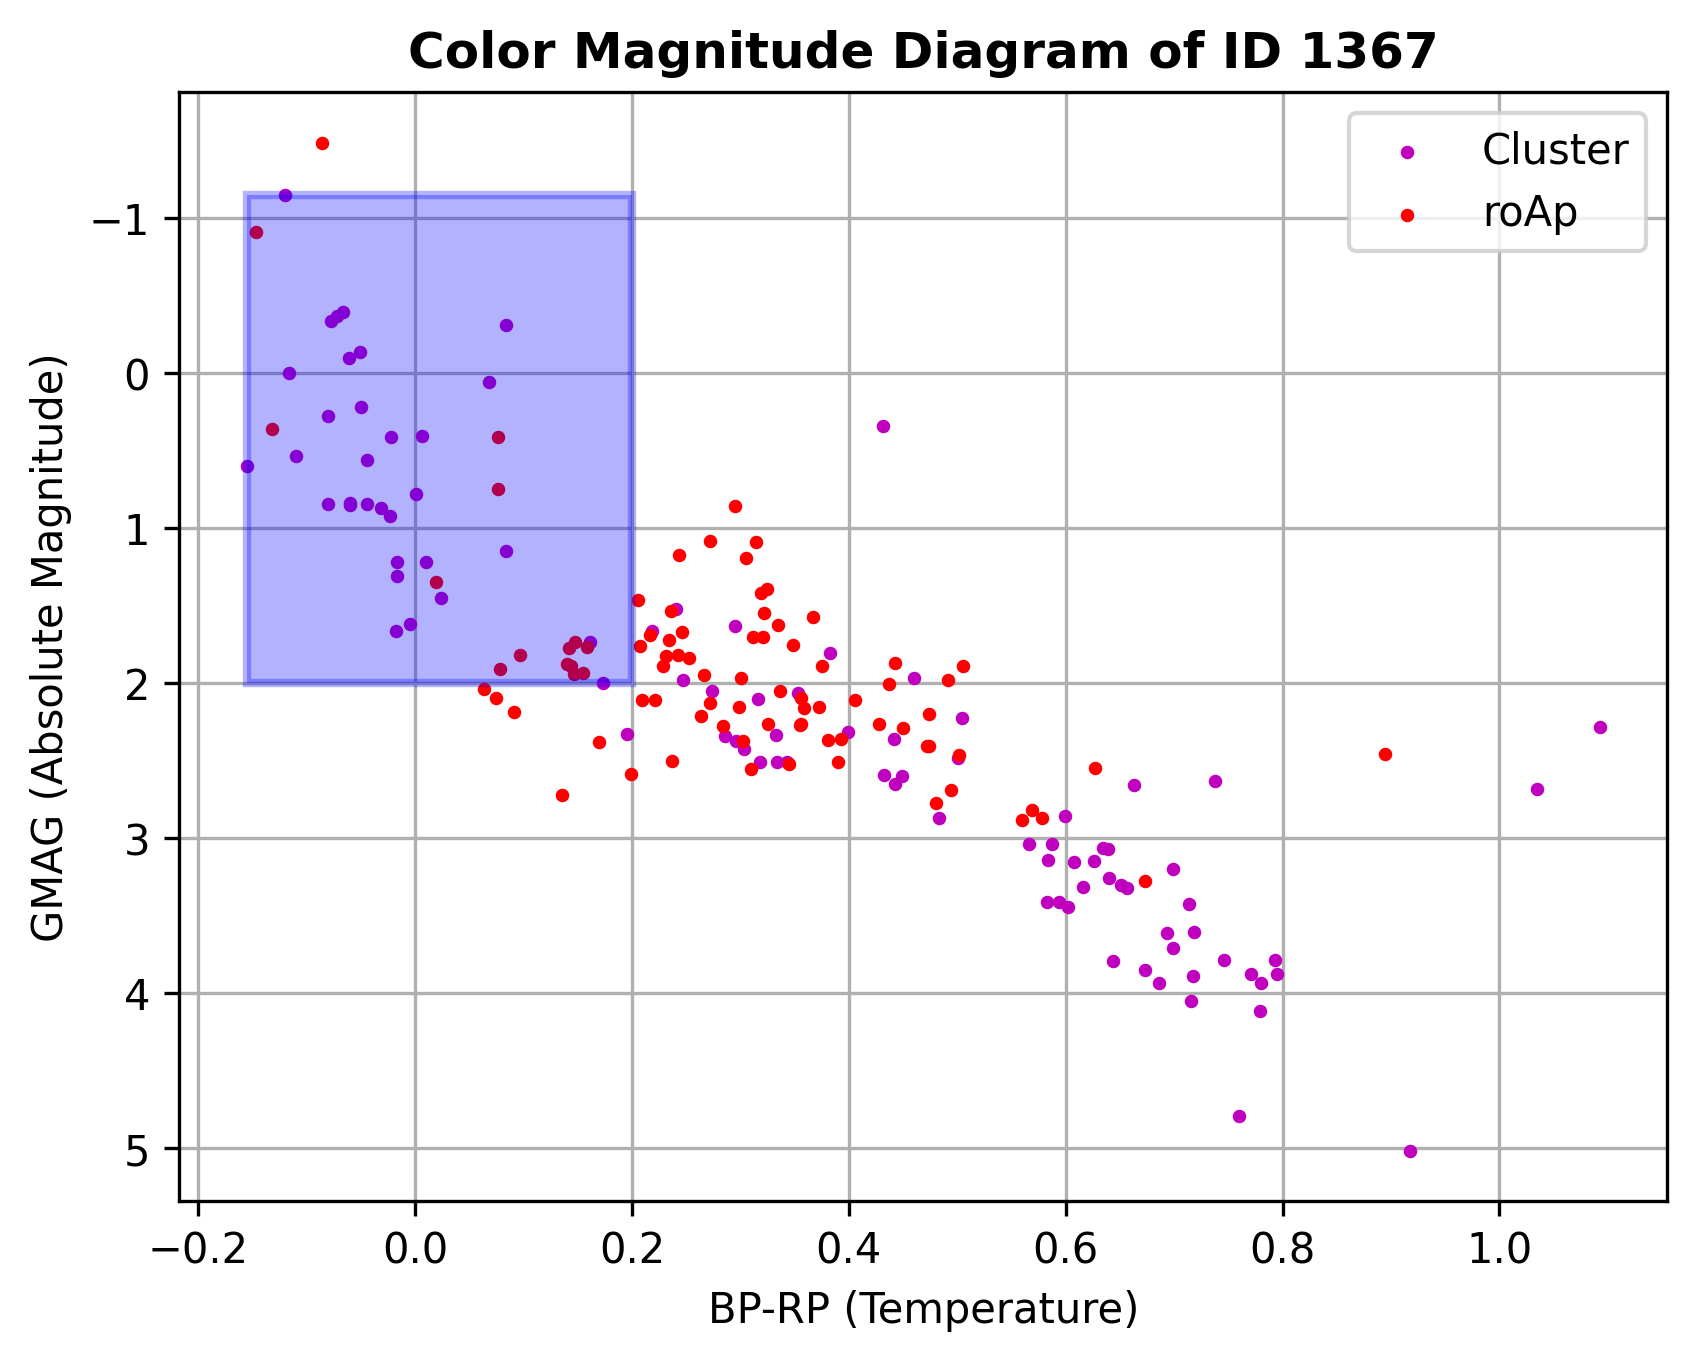 Color Magnitude Diagram of ID 1367
Cluster
roAp
−1
0
1
2
3
4
5
GMAG (Absolute Magnitude)
−0.2 0.0 0.2 0.4 0.6 0.8 1.0
BP-RP (Temperature)